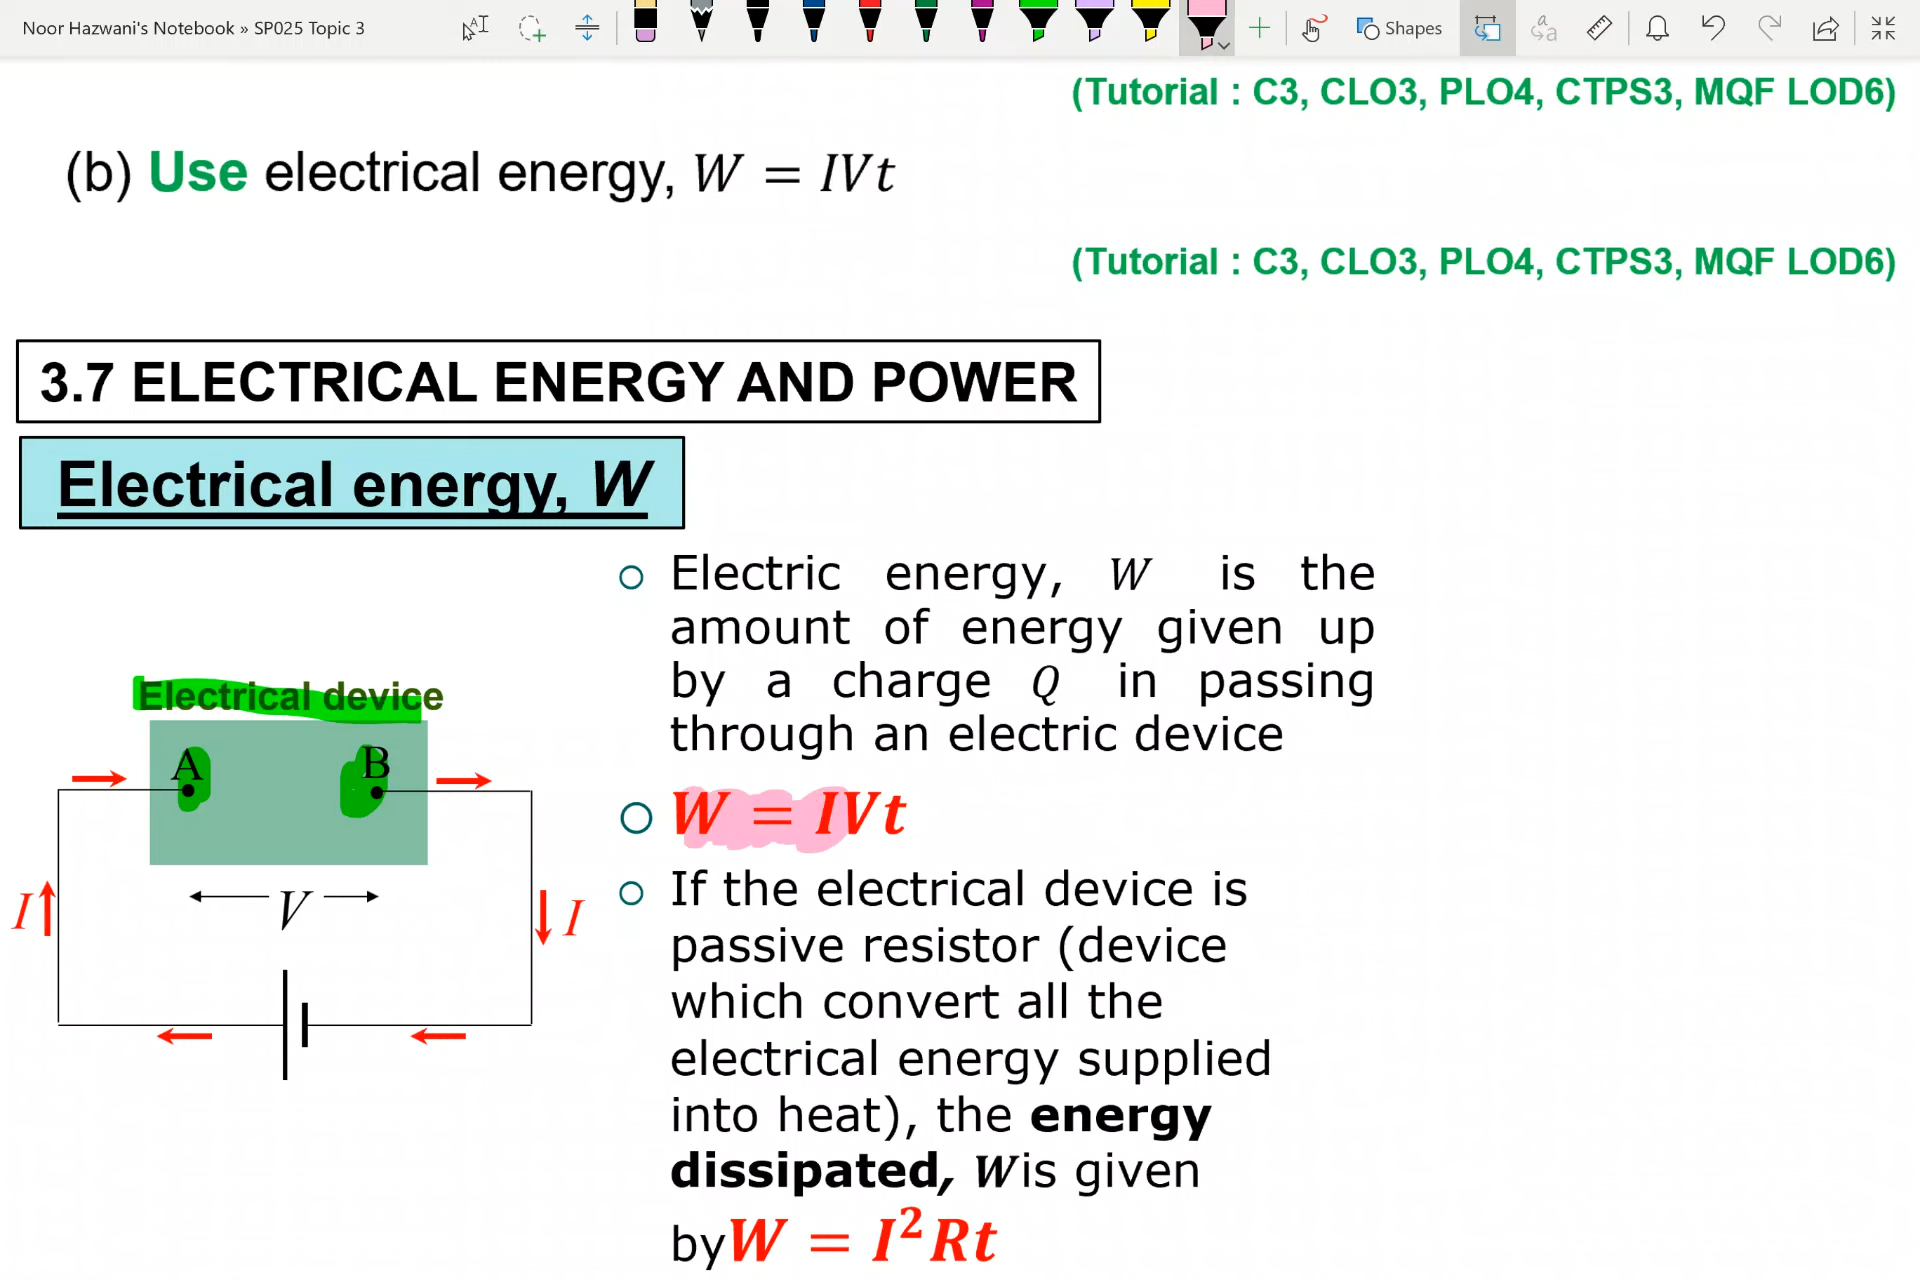 Noor Hazwani's Notebook » SP025 Topic 3
Shapes
(Tutorial : C3, CLO3, PLO4, CTPS3, MQF LOD6)
(b) Use electrical energy, W = IVt
(Tutorial : C3, CLO3, PLO4, CTPS3, MQF LOD6)
3.7 ELECTRICAL ENERGY AND POWER
Electrical energy, W
Electric energy, W is the
amount of energy given up
by a charge Q in passing
through an electric device
W = IVt
If the electrical device is
passive resistor (device
which convert all the
electrical energy supplied
into heat), the energy
dissipated, W is given
by W = I²Rt
Electrical device
A B
I V I